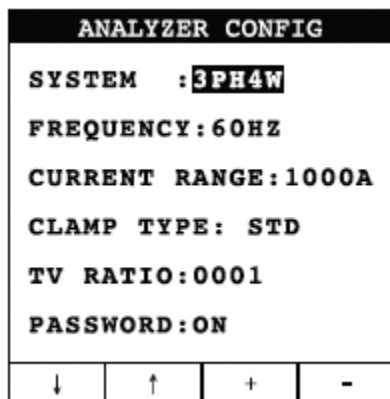 ANALYZER CONFIG
SYSTEM :3PH4W
FREQUENCY:60HZ
CURRENT RANGE:1000A
CLAMP TYPE: STD
TV RATIO:0001
PASSWORD:ON
↓ ↑ + -